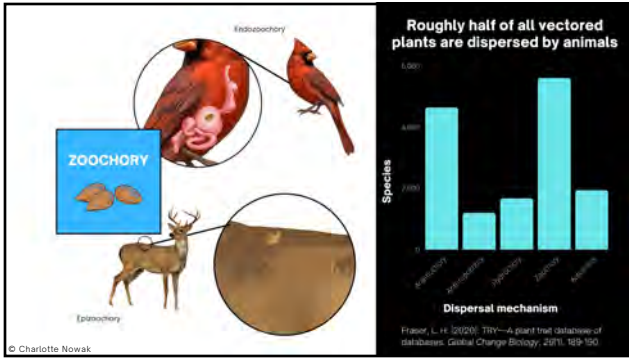 Endozoochory
ZOOCHORY
Epizoochory
© Charlotte Nowak
Roughly half of all vectored
plants are dispersed by animals
Species
6,000
4,000
2,000
0
Zoochory
Dispersal mechanism
Fraser, L. H. (2020). TRY—A plant trait database of
databases. Global Change Biology, 26(1), 189-190.